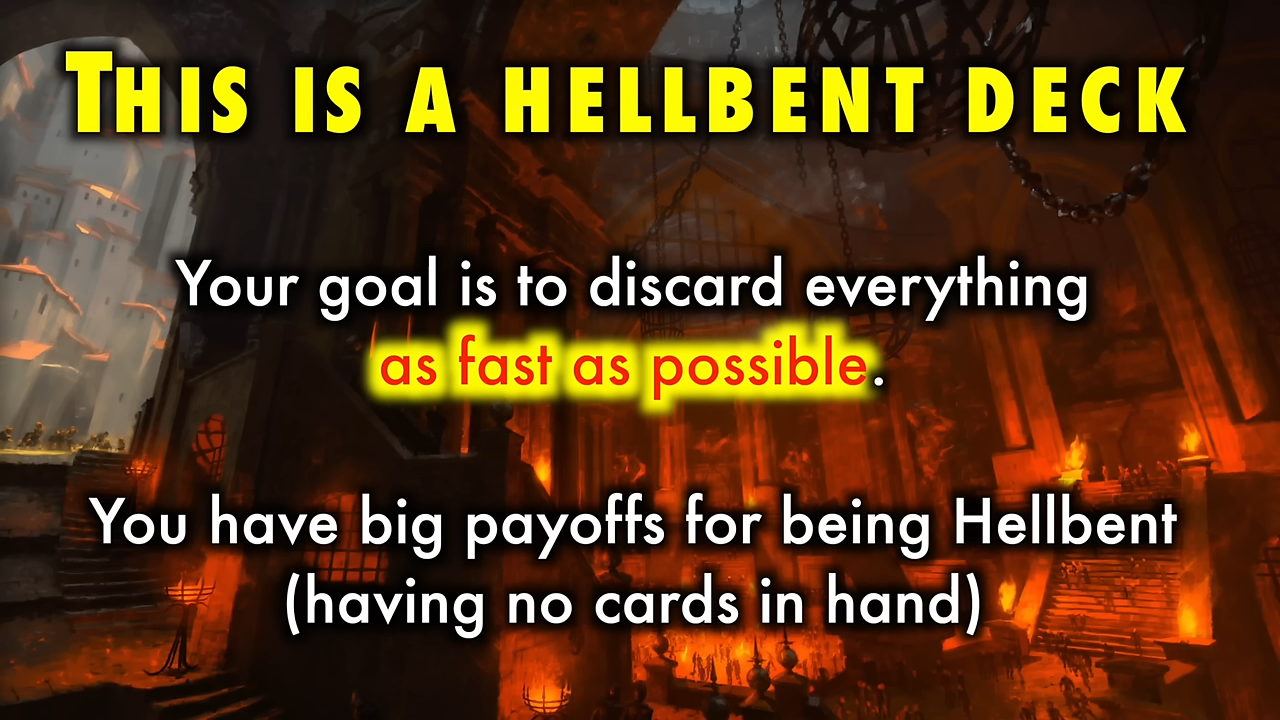 THIS IS A HELLBENT DECK
Your goal is to discard everything
as fast as possible.
You have big payoffs for being Hellbent
(having no cards in hand)